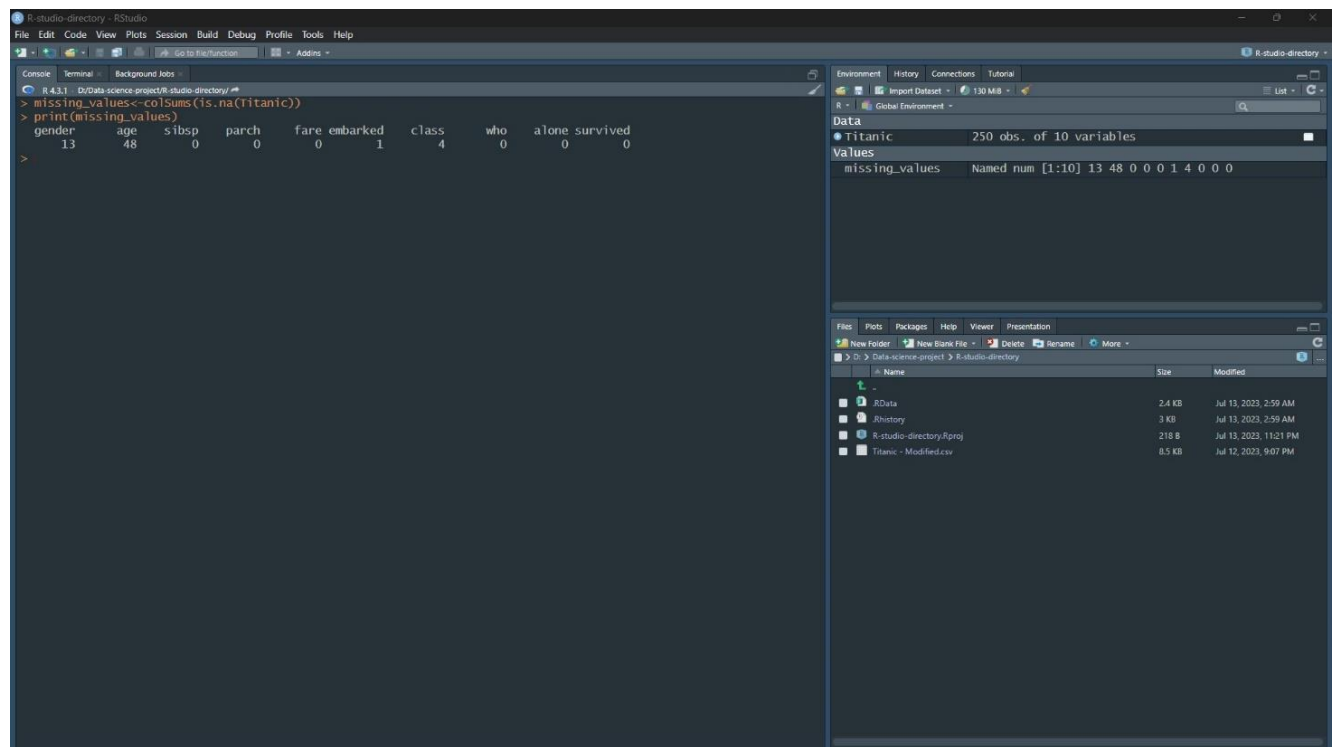 R-studio-directory - RStudio
File Edit Code View Plots Session Build Debug Profile Tools Help
Go to file/function Addins R-studio-directory
Console Terminal Background Jobs
R 4.3.1 · D:/Data-science-project/R-studio-directory/
> missing_values<-colSums(is.na(Titanic))
> print(missing_values)
gender age sibsp parch fare embarked class who alone survived
13 48 0 0 0 1 4 0 0 0
>
Environment History Connections Tutorial
Import Dataset 130 MiB List
R Global Environment
Data
Titanic 250 obs. of 10 variables
Values
missing_values Named num [1:10] 13 48 0 0 0 1 4 0 0 0
Files Plots Packages Help Viewer Presentation
New Folder New Blank File Delete Rename More
D: > Data-science-project > R-studio-directory
Name Size Modified
..
.RData 2.4 KB Jul 13, 2023, 2:59 AM
.Rhistory 3 KB Jul 13, 2023, 2:59 AM
R-studio-directory.Rproj 218 B Jul 13, 2023, 11:21 PM
Titanic - Modified.csv 8.5 KB Jul 12, 2023, 9:07 PM